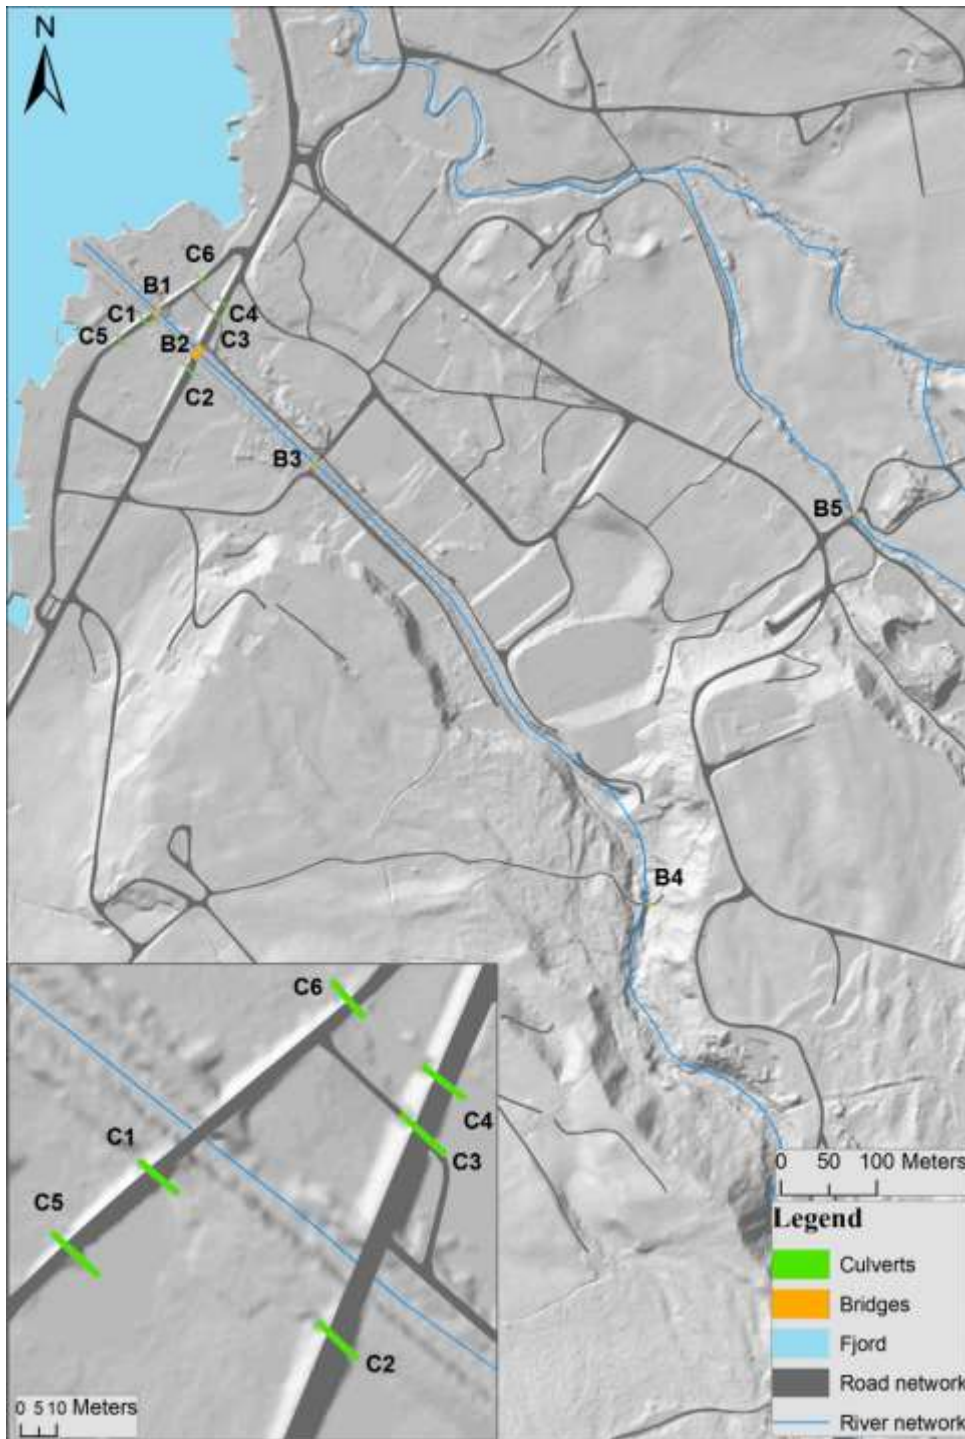 N
C6
B1
C1
C4
C5
B2
C3
C2
B3
B5
B4
C6
C4
C1
C3
C5
C2
0 5 10 Meters
0 50 100 Meters
Legend
Culverts
Bridges
Fjord
Road network
River network